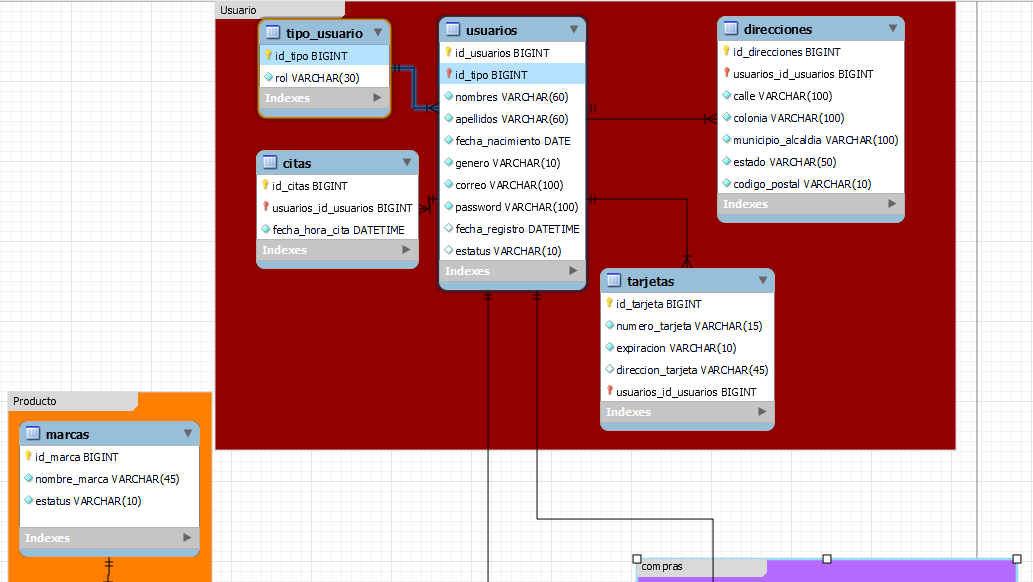 Usuario
tipo_usuario
id_tipo BIGINT
rol VARCHAR(30)
Indexes
usuarios
id_usuarios BIGINT
id_tipo BIGINT
nombres VARCHAR(60)
apellidos VARCHAR(60)
fecha_nacimiento DATE
genero VARCHAR(10)
correo VARCHAR(100)
password VARCHAR(100)
fecha_registro DATETIME
estatus VARCHAR(10)
Indexes
direcciones
id_direcciones BIGINT
usuarios_id_usuarios BIGINT
calle VARCHAR(100)
colonia VARCHAR(100)
municipio_alcaldia VARCHAR(100)
estado VARCHAR(50)
codigo_postal VARCHAR(10)
Indexes
citas
id_citas BIGINT
usuarios_id_usuarios BIGINT
fecha_hora_cita DATETIME
Indexes
tarjetas
id_tarjeta BIGINT
numero_tarjeta VARCHAR(15)
expiracion VARCHAR(10)
direccion_tarjeta VARCHAR(45)
usuarios_id_usuarios BIGINT
Indexes
Producto
marcas
id_marca BIGINT
nombre_marca VARCHAR(45)
estatus VARCHAR(10)
Indexes
compras